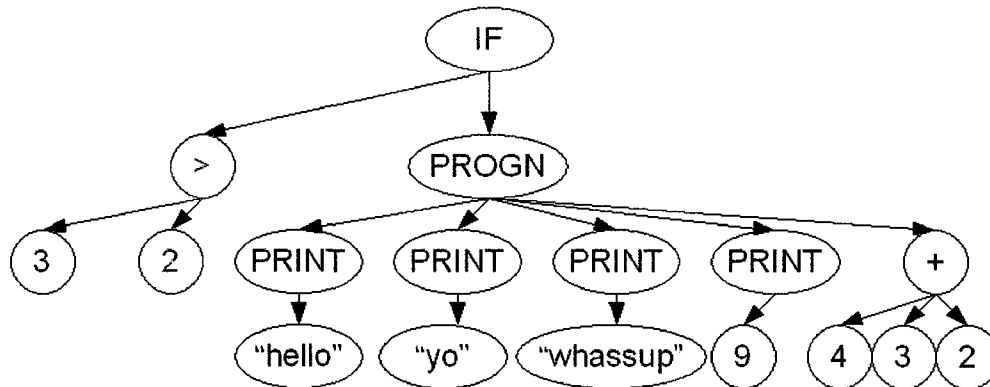 IF
> PROGN
3 2 PRINT PRINT PRINT PRINT +
“hello” “yo” “whassup” 9 4 3 2